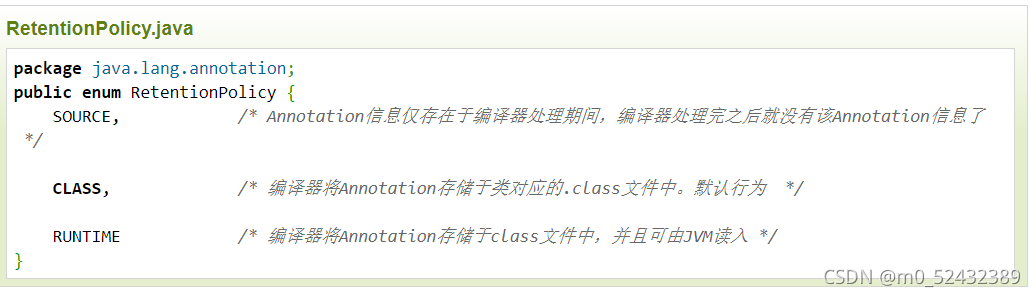 RetentionPolicy.java
package java.lang.annotation;
public enum RetentionPolicy {
    SOURCE,            /* Annotation信息仅存在于编译器处理期间，编译器处理完之后就没有该Annotation信息了
 */
    CLASS,             /* 编译器将Annotation存储于类对应的.class文件中。默认行为  */
    RUNTIME            /* 编译器将Annotation存储于class文件中，并且可由JVM读入 */
}
CSDN @m0_52432389